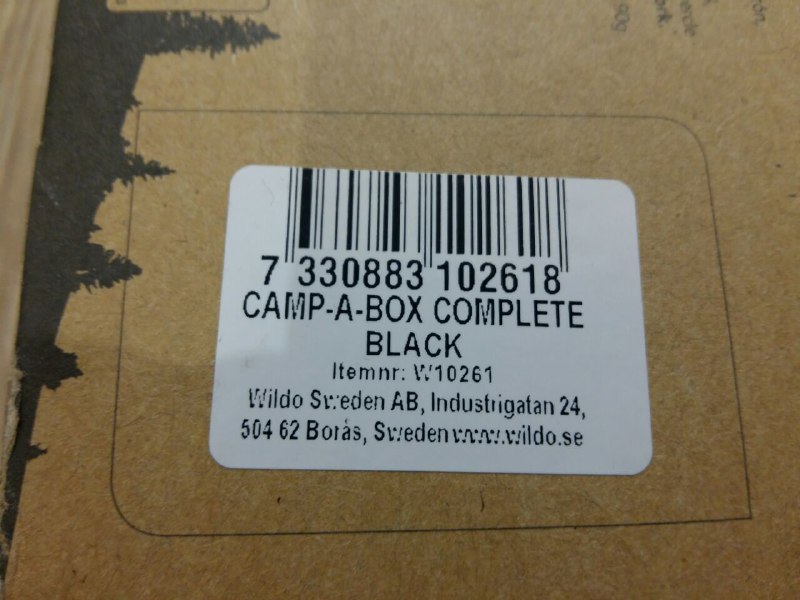 90g
7 330883 102618
CAMP-A-BOX COMPLETE
BLACK
Itemnr: W10261
Wildo Sweden AB, Industrigatan 24,
504 62 Borås, Sweden www.wildo.se